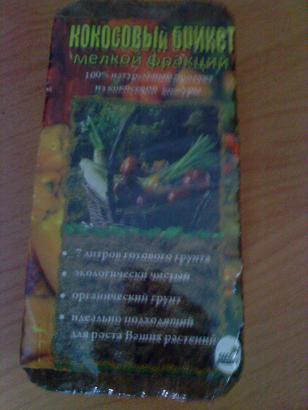 КОКОСОВЫЙ БРИКЕТ
мелкой фракции
100% натуральный продукт
из кокосовой кожуры
• 7 литров готового грунта
• экологически чистый
• органический грунт
• идеально подходящий
для роста Ваших растений